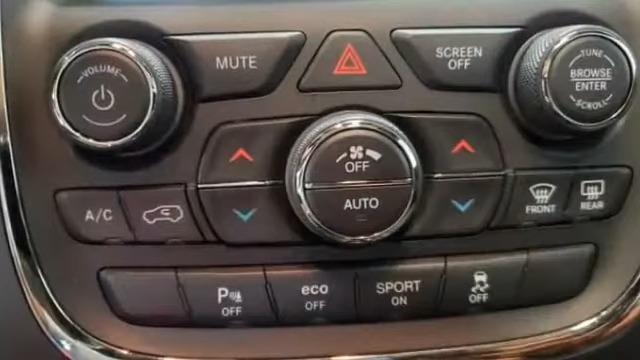 VOLUME
MUTE
SCREEN
OFF
TUNE
BROWSE
ENTER
SCROLL
OFF
AUTO
A/C
FRONT
REAR
P
OFF
eco
OFF
SPORT
ON
OFF